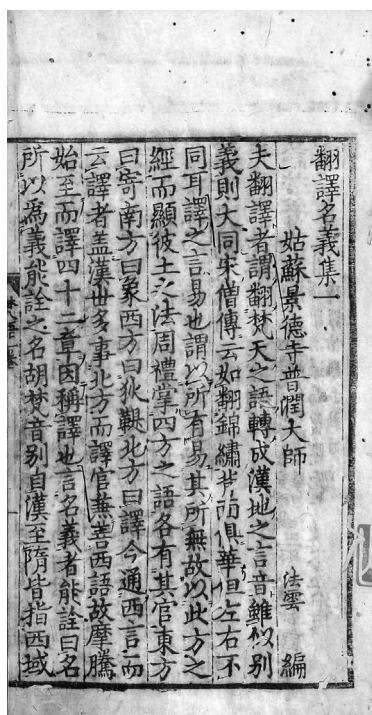 翻譯名義集一
姑蘇景德寺普潤大師 法雲 編
夫翻譯者謂翻梵天之語轉成漢地之言音雖似別
義則大同宋僧傳云如翻錦繡背面俱華但左右不
同耳譯之言易也謂以所有易其所無故以此方之
經而顯彼土之法周禮掌四方之語各有其官東方
曰寄南方曰象西方曰狄鞮北方曰譯今通西言而
云譯者盖漢世多事北方而譯官兼善西語故摩騰
始至而譯四十二章因稱譯也言名義者能詮曰名
所以爲義能詮之名胡梵音別自漢至隋皆指西域